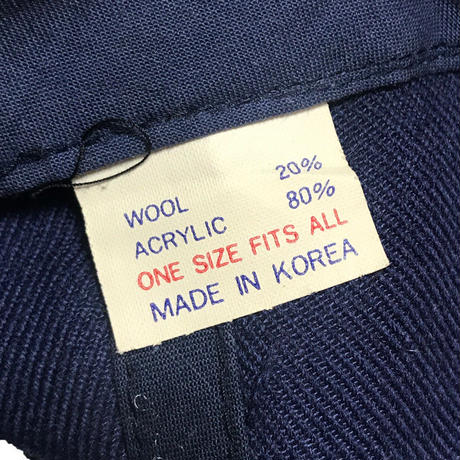 WOOL 20%
ACRYLIC 80%
ONE SIZE FITS ALL
MADE IN KOREA